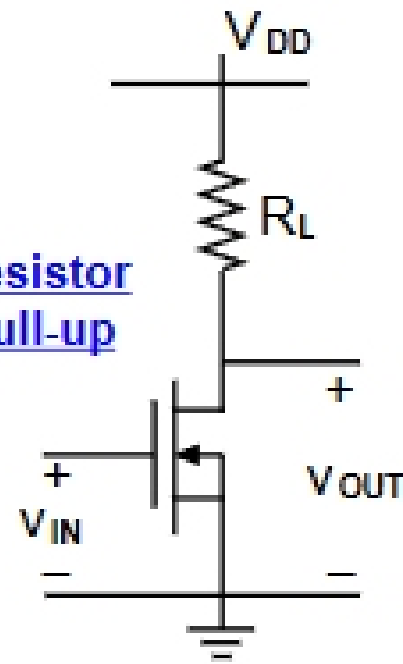 VDD
RL
esistor
ull-up
+
+
VIN
VOUT
–
–